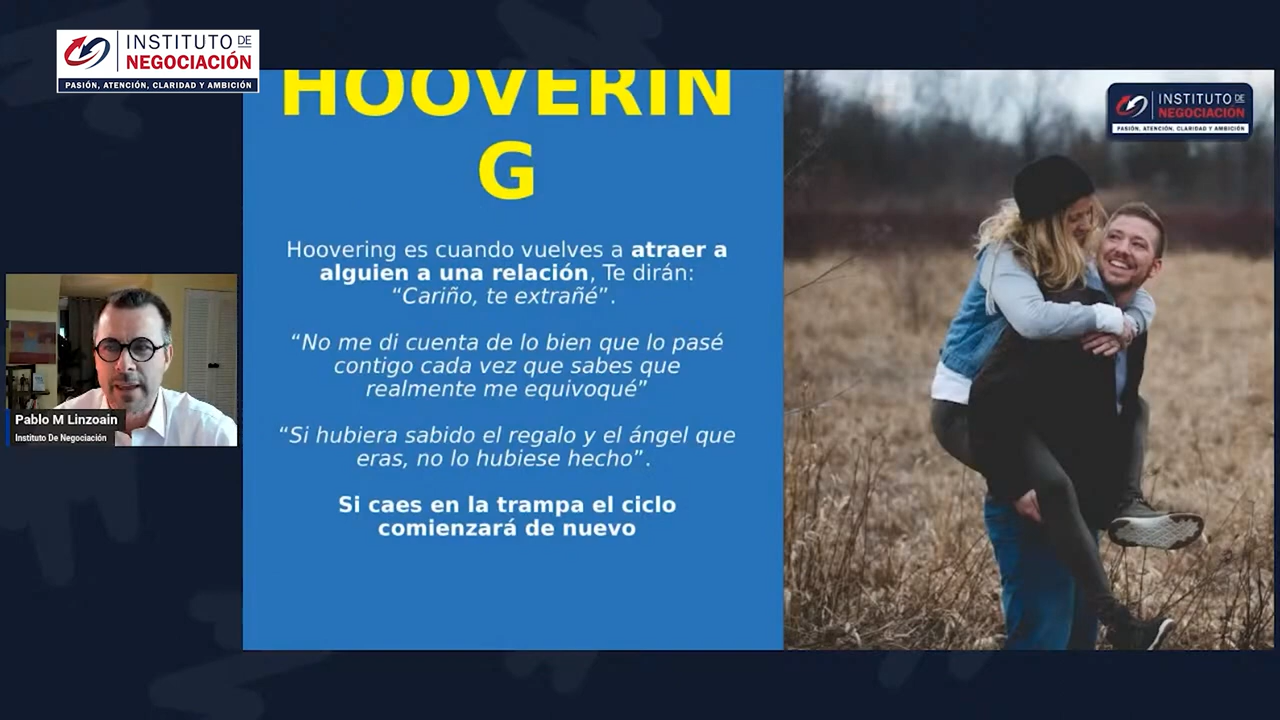 INSTITUTO DE
NEGOCIACIÓN
PASIÓN, ATENCIÓN, CLARIDAD Y AMBICIÓN
HOOVERIN
G
Hoovering es cuando vuelves a atraer a
alguien a una relación, Te dirán:
“Cariño, te extrañé”.
“No me di cuenta de lo bien que lo pasé
contigo cada vez que sabes que
realmente me equivoqué”
“Si hubiera sabido el regalo y el ángel que
eras, no lo hubiese hecho”.
Si caes en la trampa el ciclo
comienzará de nuevo
INSTITUTO DE
NEGOCIACIÓN
PASIÓN, ATENCIÓN, CLARIDAD Y AMBICIÓN
Pablo M Linzoain
Instituto De Negociación